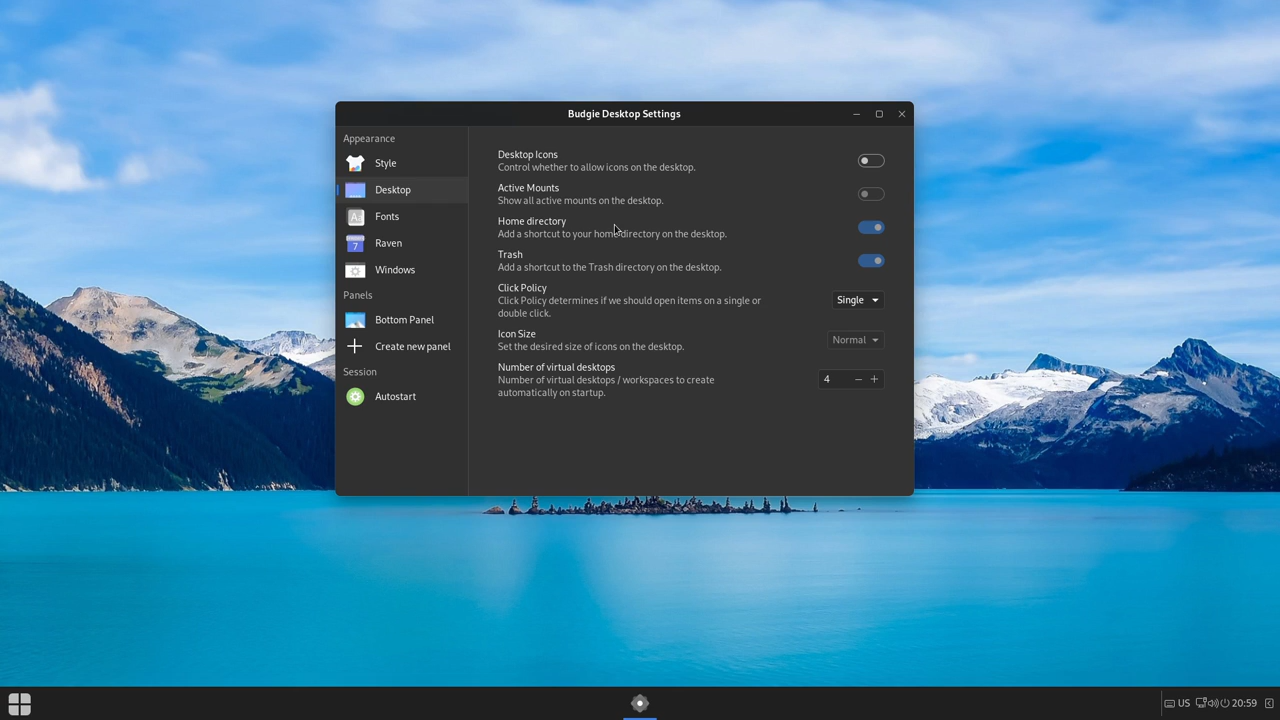 Budgie Desktop Settings
Appearance
Style
Desktop
Fonts
Raven
Windows
Panels
Bottom Panel
Create new panel
Session
Autostart
Desktop Icons
Control whether to allow icons on the desktop.
Active Mounts
Show all active mounts on the desktop.
Home directory
Add a shortcut to your home directory on the desktop.
Trash
Add a shortcut to the Trash directory on the desktop.
Click Policy
Click Policy determines if we should open items on a single or
double click.
Single
Icon Size
Set the desired size of icons on the desktop.
Normal
Number of virtual desktops
Number of virtual desktops / workspaces to create
automatically on startup.
4
US 20:59